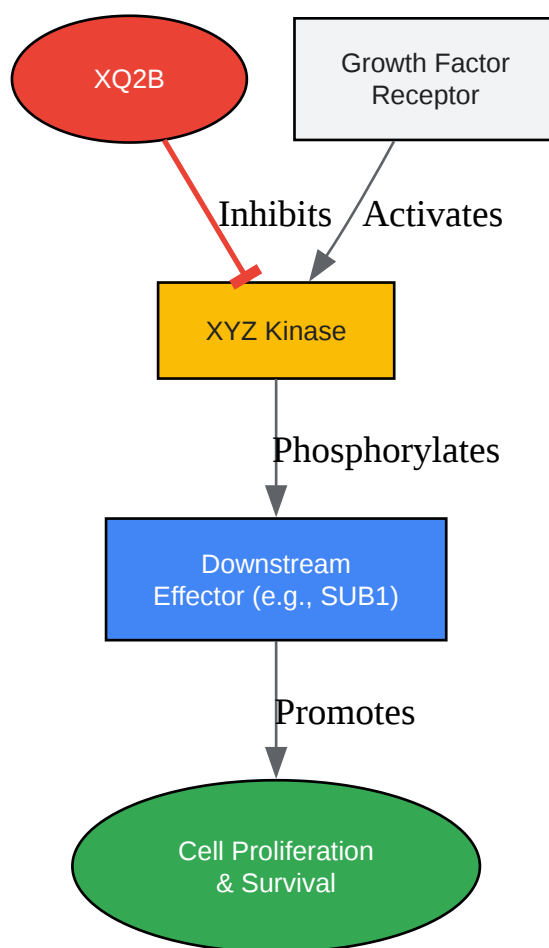 XQ2B
Growth Factor
Receptor
Inhibits
Activates
XYZ Kinase
Phosphorylates
Downstream
Effector (e.g., SUB1)
Promotes
Cell Proliferation
& Survival